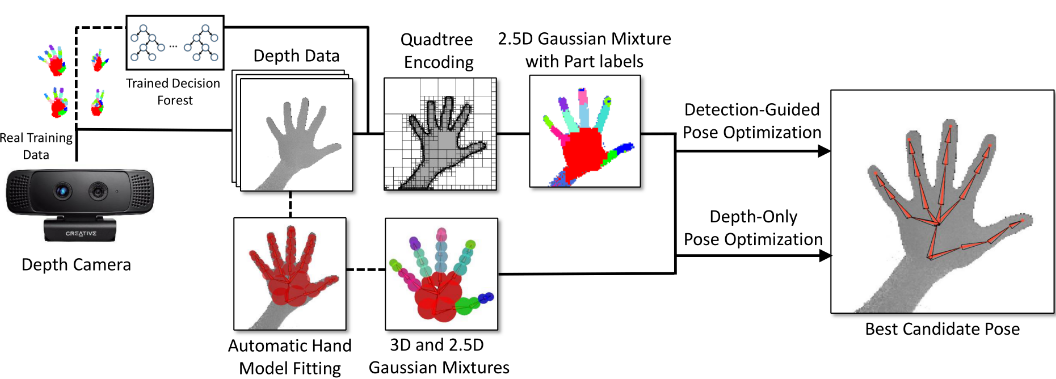 Trained Decision
Forest
Real Training
Data
CREATIVE
Depth Camera
Depth Data
Quadtree
Encoding
2.5D Gaussian Mixture
with Part labels
Automatic Hand
Model Fitting
3D and 2.5D
Gaussian Mixtures
Detection-Guided
Pose Optimization
Depth-Only
Pose Optimization
Best Candidate Pose